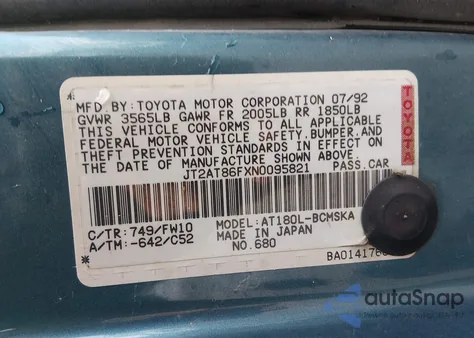 MFD. BY: TOYOTA MOTOR CORPORATION 07/92
GVWR 3565LB GAWR FR 2005LB RR 1850LB
THIS VEHICLE CONFORMS TO ALL APPLICABLE
FEDERAL MOTOR VEHICLE SAFETY, BUMPER, AND
THEFT PREVENTION STANDARDS IN EFFECT ON
THE DATE OF MANUFACTURE SHOWN ABOVE.
JT2AT86FXN0095821 PASS.CAR
TOYOTA
C/TR: 749/FW10 MODEL: AT180L-BCMSKA
A/TM: -642/C52 MADE IN JAPAN
NO.680
autoSnap